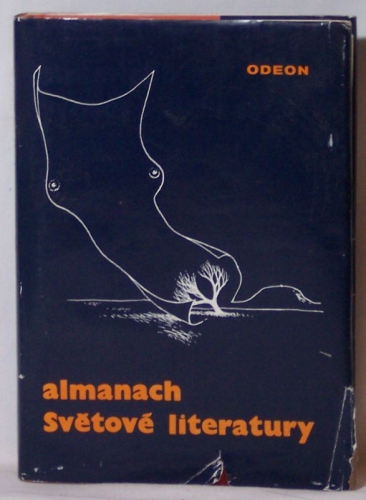 ODEON
almanach
Světové literatury